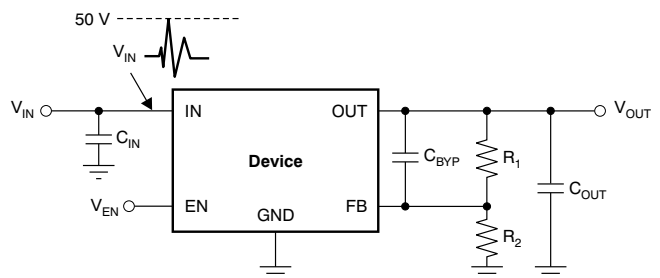 50 V
V_IN
V_IN
IN
OUT
V_OUT
C_IN
C_BYP
R_1
Device
C_OUT
V_EN
EN
GND
FB
R_2